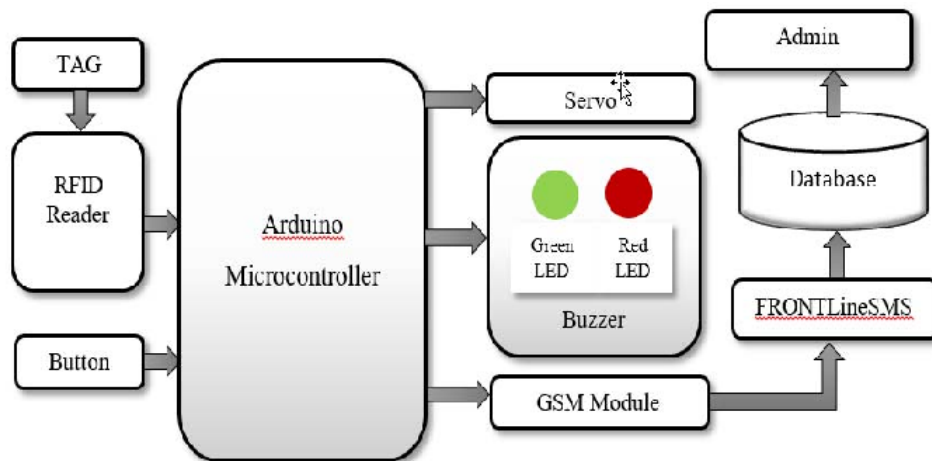 TAG
RFID
Reader
Button
Arduino
Microcontroller
Servo
Green
LED
Red
LED
Buzzer
GSM Module
Admin
Database
FRONTLineSMS